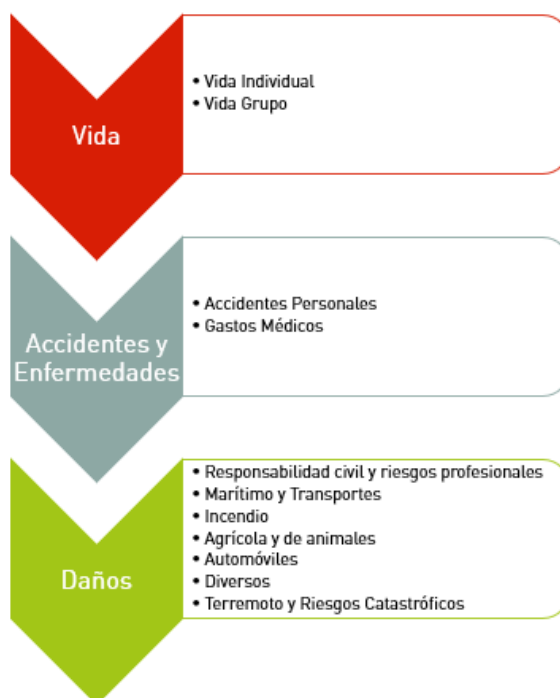 Vida
• Vida Individual
• Vida Grupo
Accidentes y
Enfermedades
• Accidentes Personales
• Gastos Médicos
Daños
• Responsabilidad civil y riesgos profesionales
• Marítimo y Transportes
• Incendio
• Agrícola y de animales
• Automóviles
• Diversos
• Terremoto y Riesgos Catastróficos